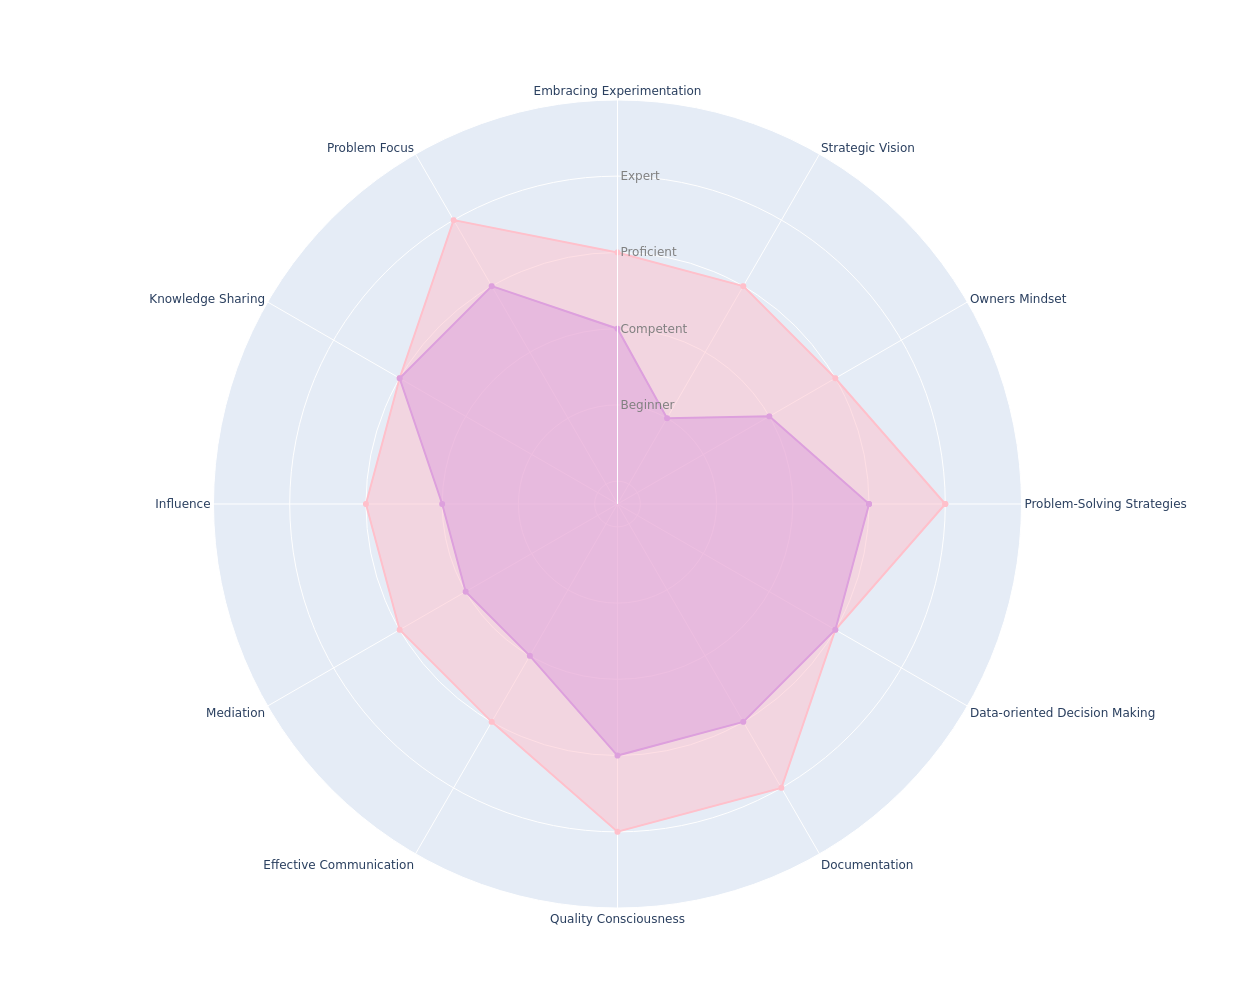 Embracing Experimentation
Problem Focus
Strategic Vision
Expert
Proficient
Knowledge Sharing
Owners Mindset
Competent
Beginner
Influence
Problem-Solving Strategies
Mediation
Data-oriented Decision Making
Effective Communication
Documentation
Quality Consciousness